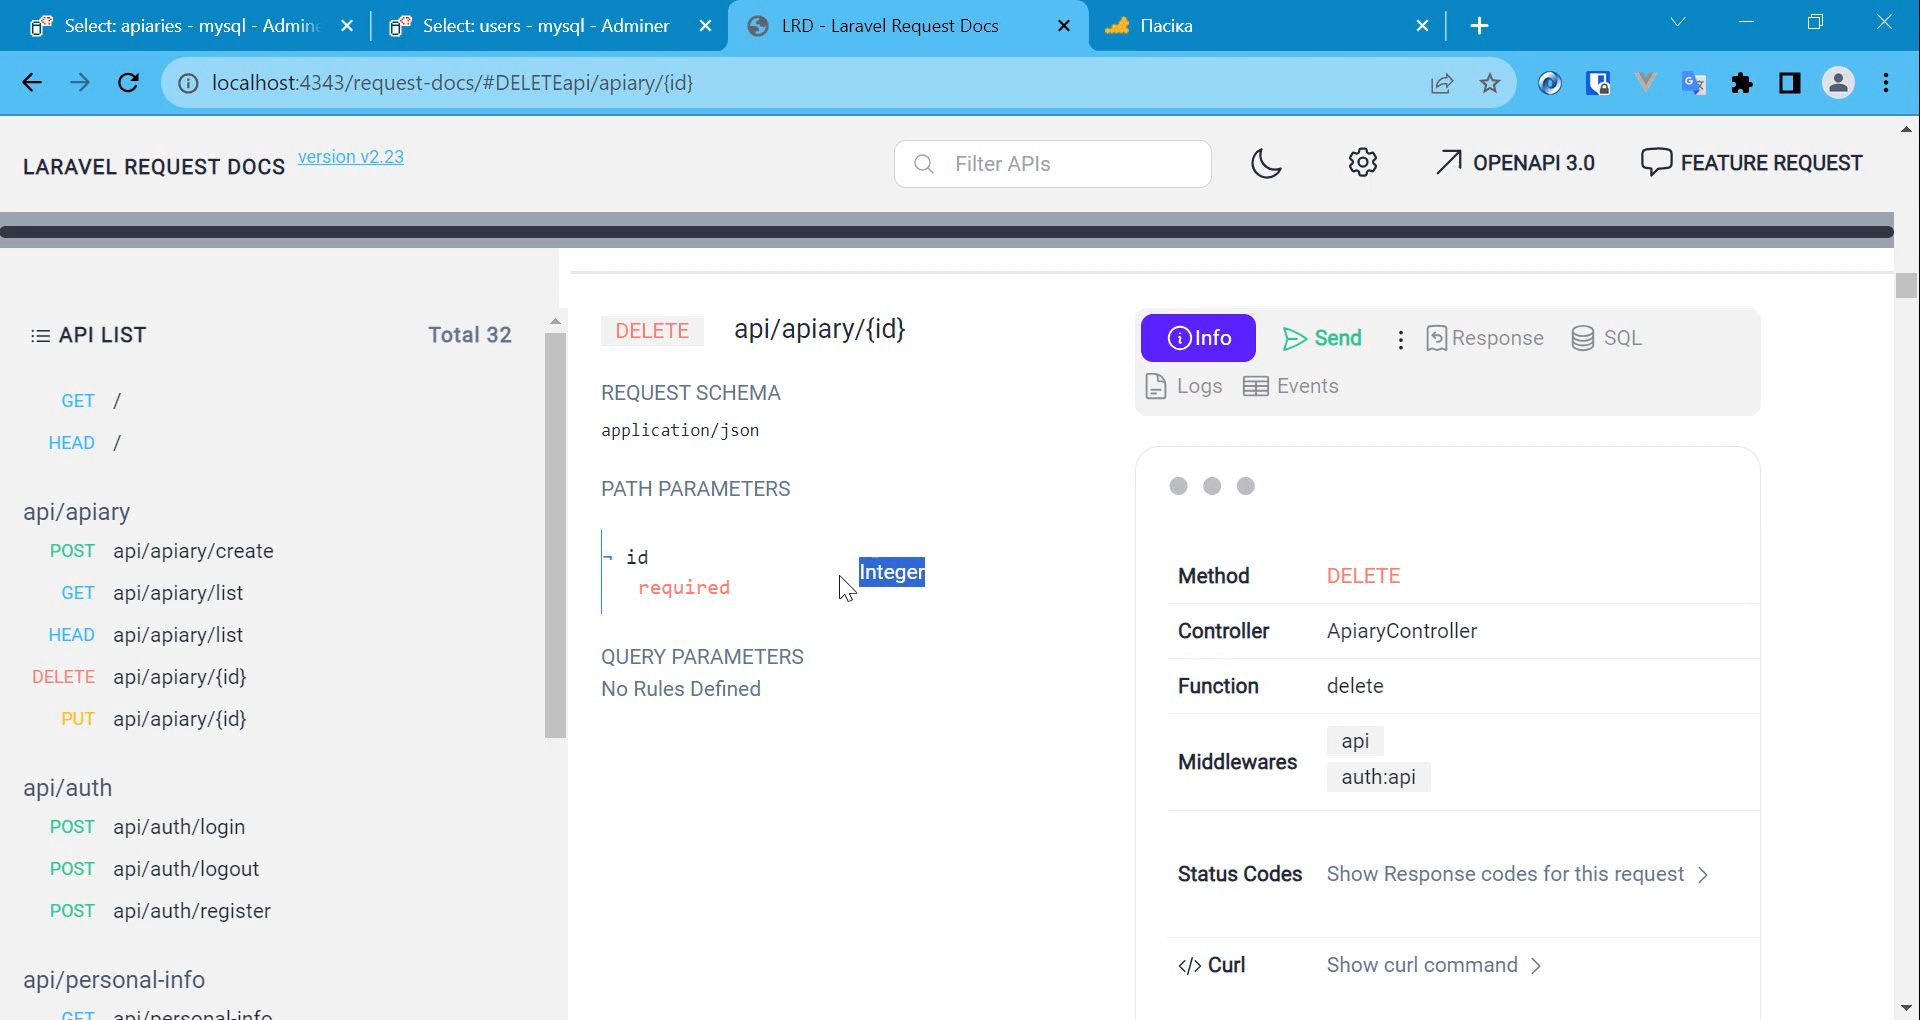 Select: apiaries - mysql - Admin
Select: users - mysql - Adminer
LRD - Laravel Request Docs
Пасіка
localhost:4343/request-docs/#DELETEapi/apiary/{id}
LARAVEL REQUEST DOCS
version v2.23
Filter APIs
OPENAPI 3.0
FEATURE REQUEST
API LIST
Total 32
GET /
HEAD /
api/apiary
POST api/apiary/create
GET api/apiary/list
HEAD api/apiary/list
DELETE api/apiary/{id}
PUT api/apiary/{id}
api/auth
POST api/auth/login
POST api/auth/logout
POST api/auth/register
api/personal-info
GET api/personal-info
DELETE api/apiary/{id}
REQUEST SCHEMA
application/json
PATH PARAMETERS
¬ id
required
Integer
QUERY PARAMETERS
No Rules Defined
Info
Send
Response
SQL
Logs
Events
Method DELETE
Controller ApiaryController
Function delete
Middlewares api
auth:api
Status Codes Show Response codes for this request
</> Curl Show curl command